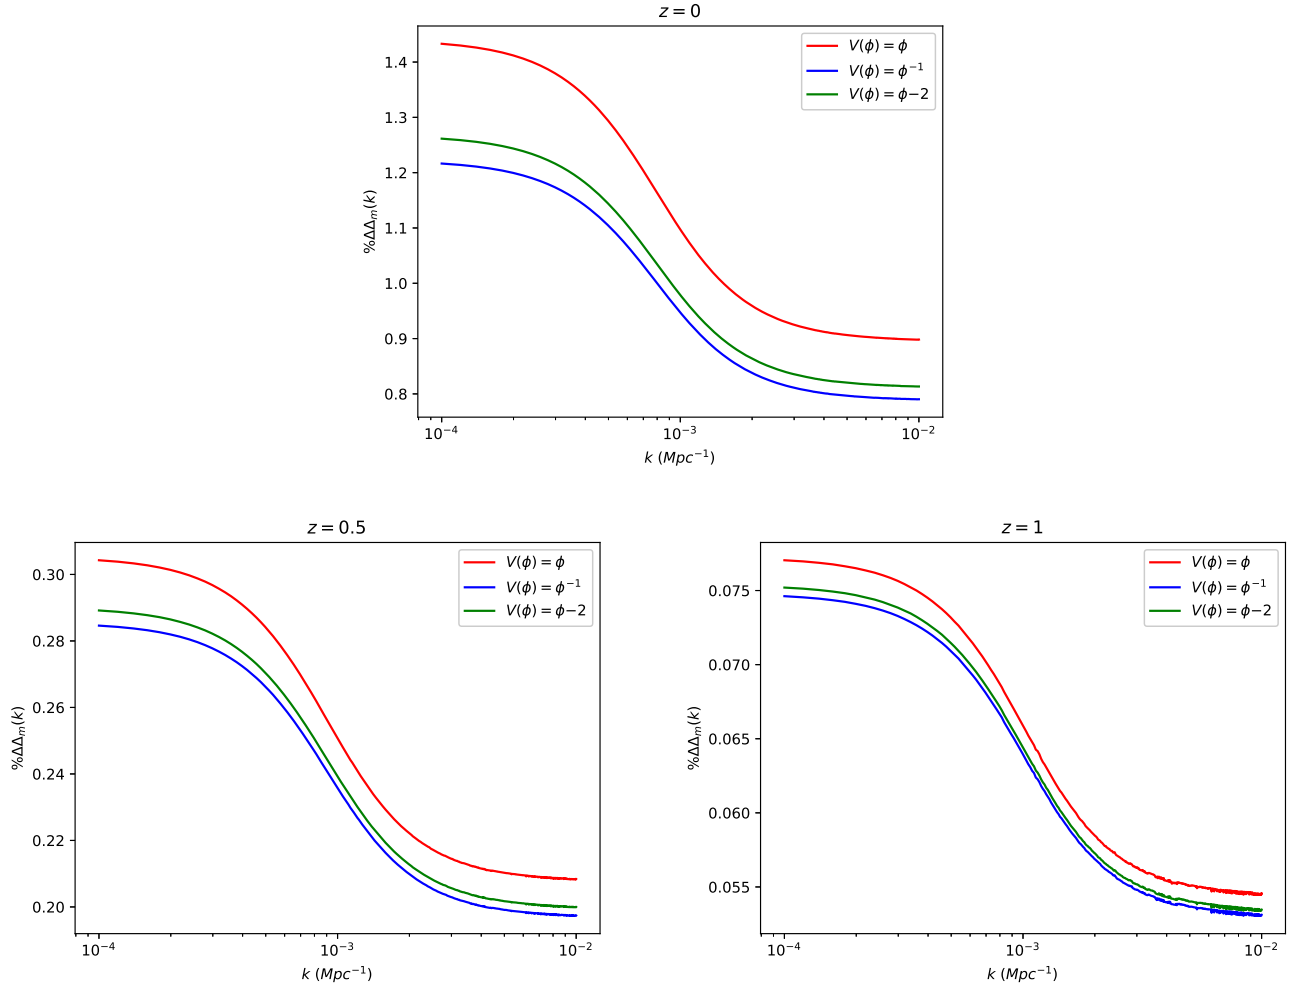 z = 0
%ΔΔₘ(k)
1.4
1.3
1.2
1.1
1.0
0.9
0.8
V(ϕ) = ϕ
V(ϕ) = ϕ⁻¹
V(ϕ) = ϕ−2
10⁻⁴ 10⁻³ 10⁻²
k (Mpc⁻¹)
z = 0.5
%ΔΔₘ(k)
0.30
0.28
0.26
0.24
0.22
0.20
V(ϕ) = ϕ
V(ϕ) = ϕ⁻¹
V(ϕ) = ϕ−2
10⁻⁴ 10⁻³ 10⁻²
k (Mpc⁻¹)
z = 1
%ΔΔₘ(k)
0.075
0.070
0.065
0.060
0.055
V(ϕ) = ϕ
V(ϕ) = ϕ⁻¹
V(ϕ) = ϕ−2
10⁻⁴ 10⁻³ 10⁻²
k (Mpc⁻¹)